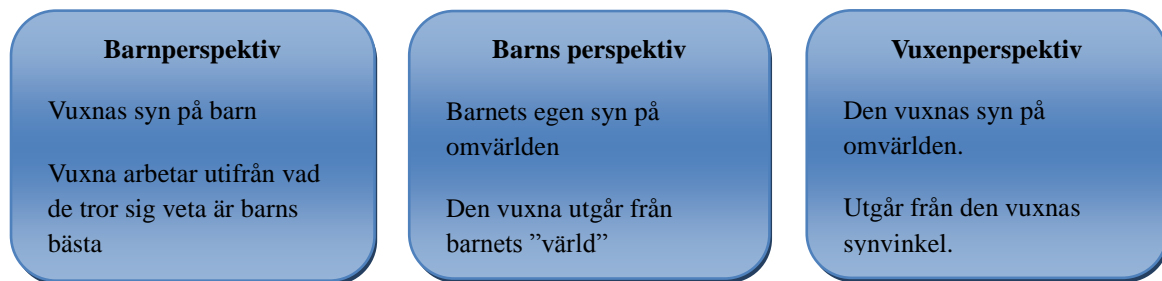 Barnperspektiv
Vuxnas syn på barn
Vuxna arbetar utifrån vad
de tror sig veta är barns
bästa
Barns perspektiv
Barnets egen syn på
omvärlden
Den vuxna utgår från
barnets ”värld”
Vuxenperspektiv
Den vuxnas syn på
omvärlden.
Utgår från den vuxnas
synvinkel.